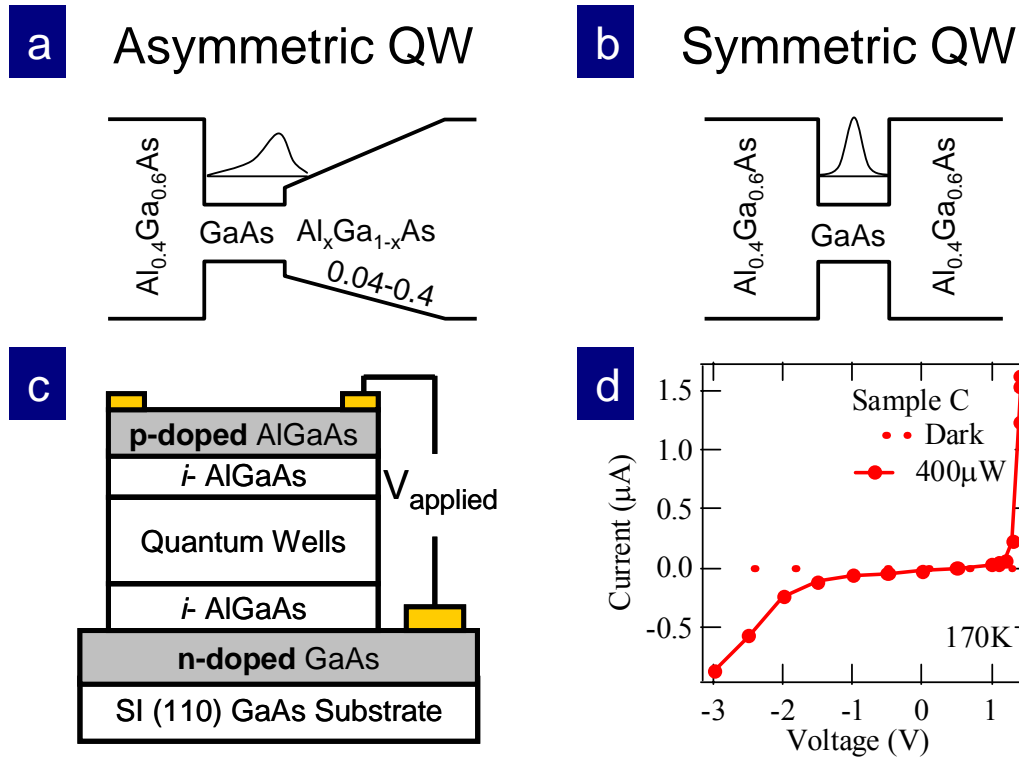 a Asymmetric QW
Al0.4Ga0.6As
GaAs
AlxGa1-xAs
0.04-0.4
b Symmetric QW
Al0.4Ga0.6As
GaAs
Al0.4Ga0.6As
c
p-doped AlGaAs
i- AlGaAs
Quantum Wells
i- AlGaAs
n-doped GaAs
SI (110) GaAs Substrate
Vapplied
d
Sample C
Dark
400μW
170K
Current (μA)
1.5
1.0
0.5
0.0
-0.5
-3 -2 -1 0 1
Voltage (V)